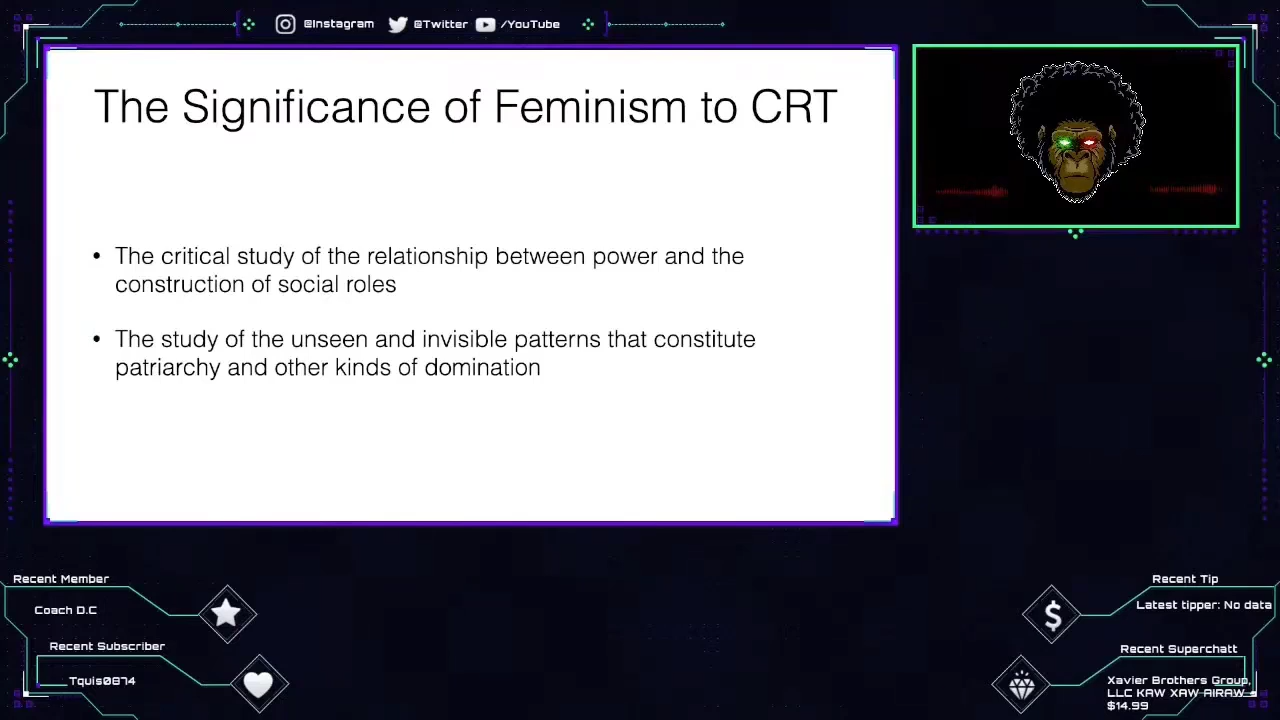 @Instagram @Twitter /YouTube
The Significance of Feminism to CRT
• The critical study of the relationship between power and the
construction of social roles
• The study of the unseen and invisible patterns that constitute
patriarchy and other kinds of domination
Recent Member
Coach D.C
Recent Subscriber
Tquis0874
Recent Tip
Latest tipper: No data
Recent Superchatt
Xavier Brothers Group,
LLC KAW XAW AIRAW -
$14.99